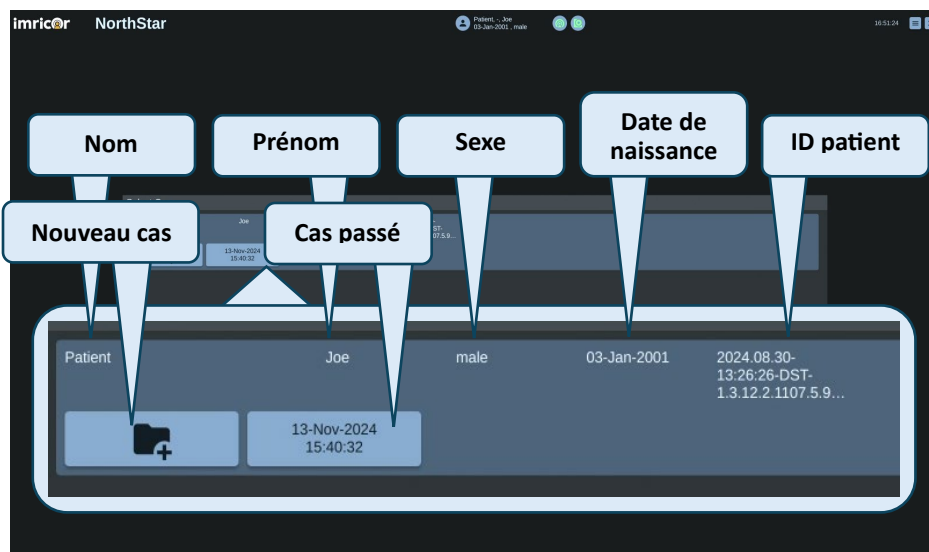 imricor NorthStar
Patient, -, Joe
03-Jan-2001 , male
16:51:24
Nom
Prénom
Sexe
Date de
naissance
ID patient
Joe
Nouveau cas
Cas passé
13-Nov-2024
15:40:32
Patient
Joe
male
03-Jan-2001
2024.08.30-
13:26:26-DST-
1.3.12.2.1107.5.9...
13-Nov-2024
15:40:32